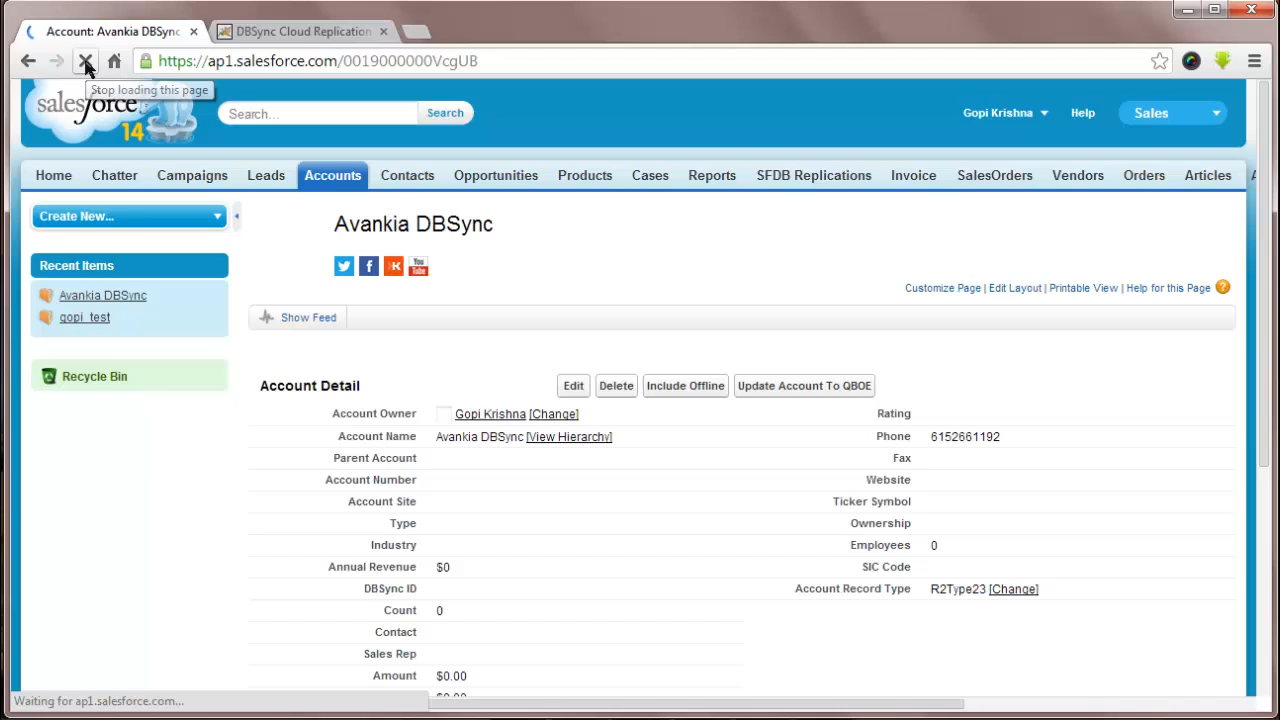 Account: Avankia DBSync
DBSync Cloud Replication
https://ap1.salesforce.com/0019000000VcgUB
Stop loading this page
salesforce
14
Search...
Search
Gopi Krishna
Help
Sales
Home
Chatter
Campaigns
Leads
Accounts
Contacts
Opportunities
Products
Cases
Reports
SFDB Replications
Invoice
SalesOrders
Vendors
Orders
Articles
Create New...
Recent Items
Avankia DBSync
gopi_test
Recycle Bin
Avankia DBSync
You Tube
Customize Page | Edit Layout | Printable View | Help for this Page ?
Show Feed
Account Detail
Edit
Delete
Include Offline
Update Account To QBOE
Account Owner Gopi Krishna [Change]
Rating
Account Name Avankia DBSync [View Hierarchy]
Phone 6152661192
Parent Account
Fax
Account Number
Website
Account Site
Ticker Symbol
Type
Ownership
Industry
Employees 0
Annual Revenue $0
SIC Code
DBSync ID
Account Record Type R2Type23 [Change]
Count 0
Contact
Sales Rep
Amount $0.00
$0.00
Waiting for ap1.salesforce.com...